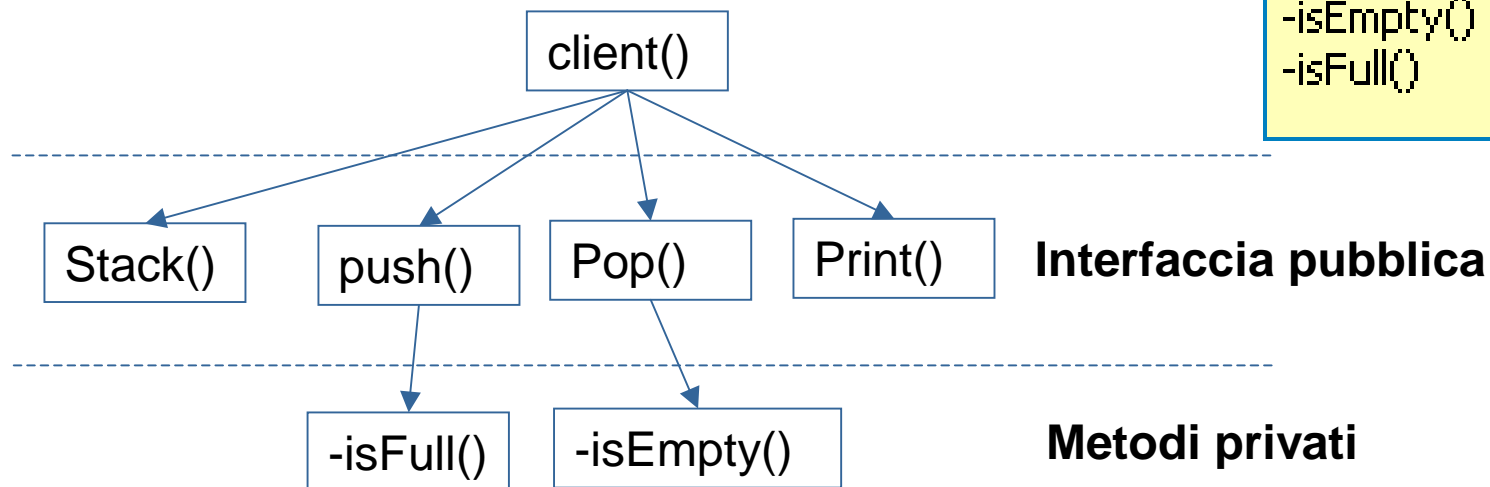 -isEmpty()
-isFull()
client()
Stack()
push()
Pop()
Print()
Interfaccia pubblica
-isFull()
-isEmpty()
Metodi privati